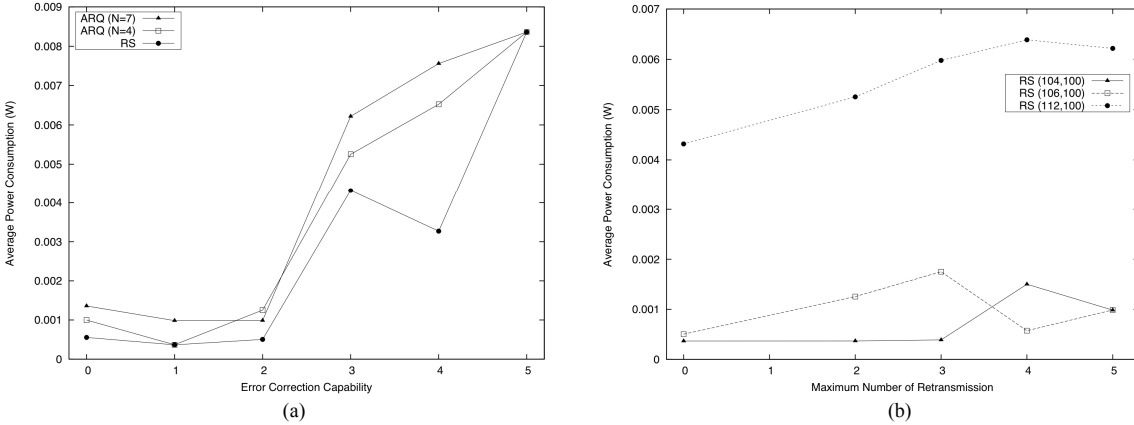 0.009
0.008
0.007
0.006
0.005
0.004
0.003
0.002
0.001
0
Average Power Consumption (W)
ARQ (N=7)
ARQ (N=4)
RS
0 1 2 3 4 5
Error Correction Capability
(a)
0.007
0.006
0.005
0.004
0.003
0.002
0.001
0
Average Power Consumption (W)
RS (104,100)
RS (106,100)
RS (112,100)
0 1 2 3 4 5
Maximum Number of Retransmission
(b)